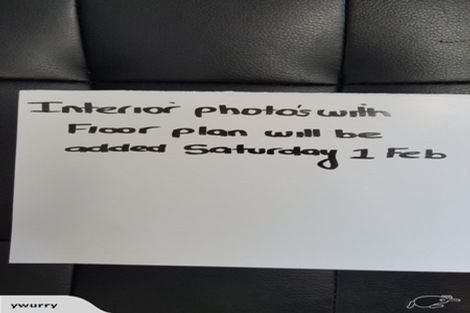 Interior photo's with
Floor plan will be
added Saturday 1 Feb
ywurry